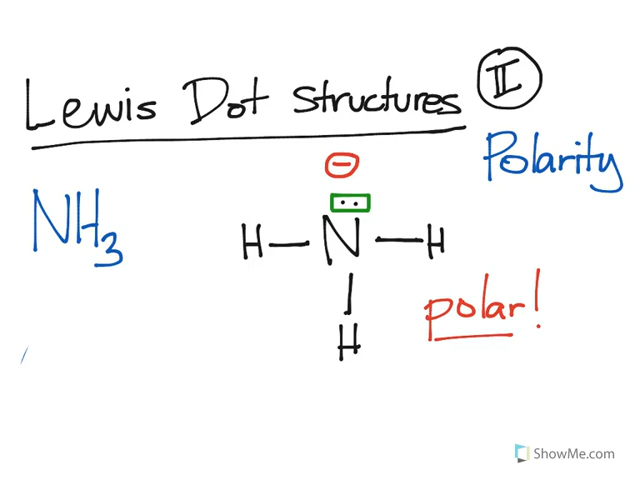 Lewis Dot Structures II
Polarity
NH3
−
··
H — N — H
|
H
polar!
ShowMe.com